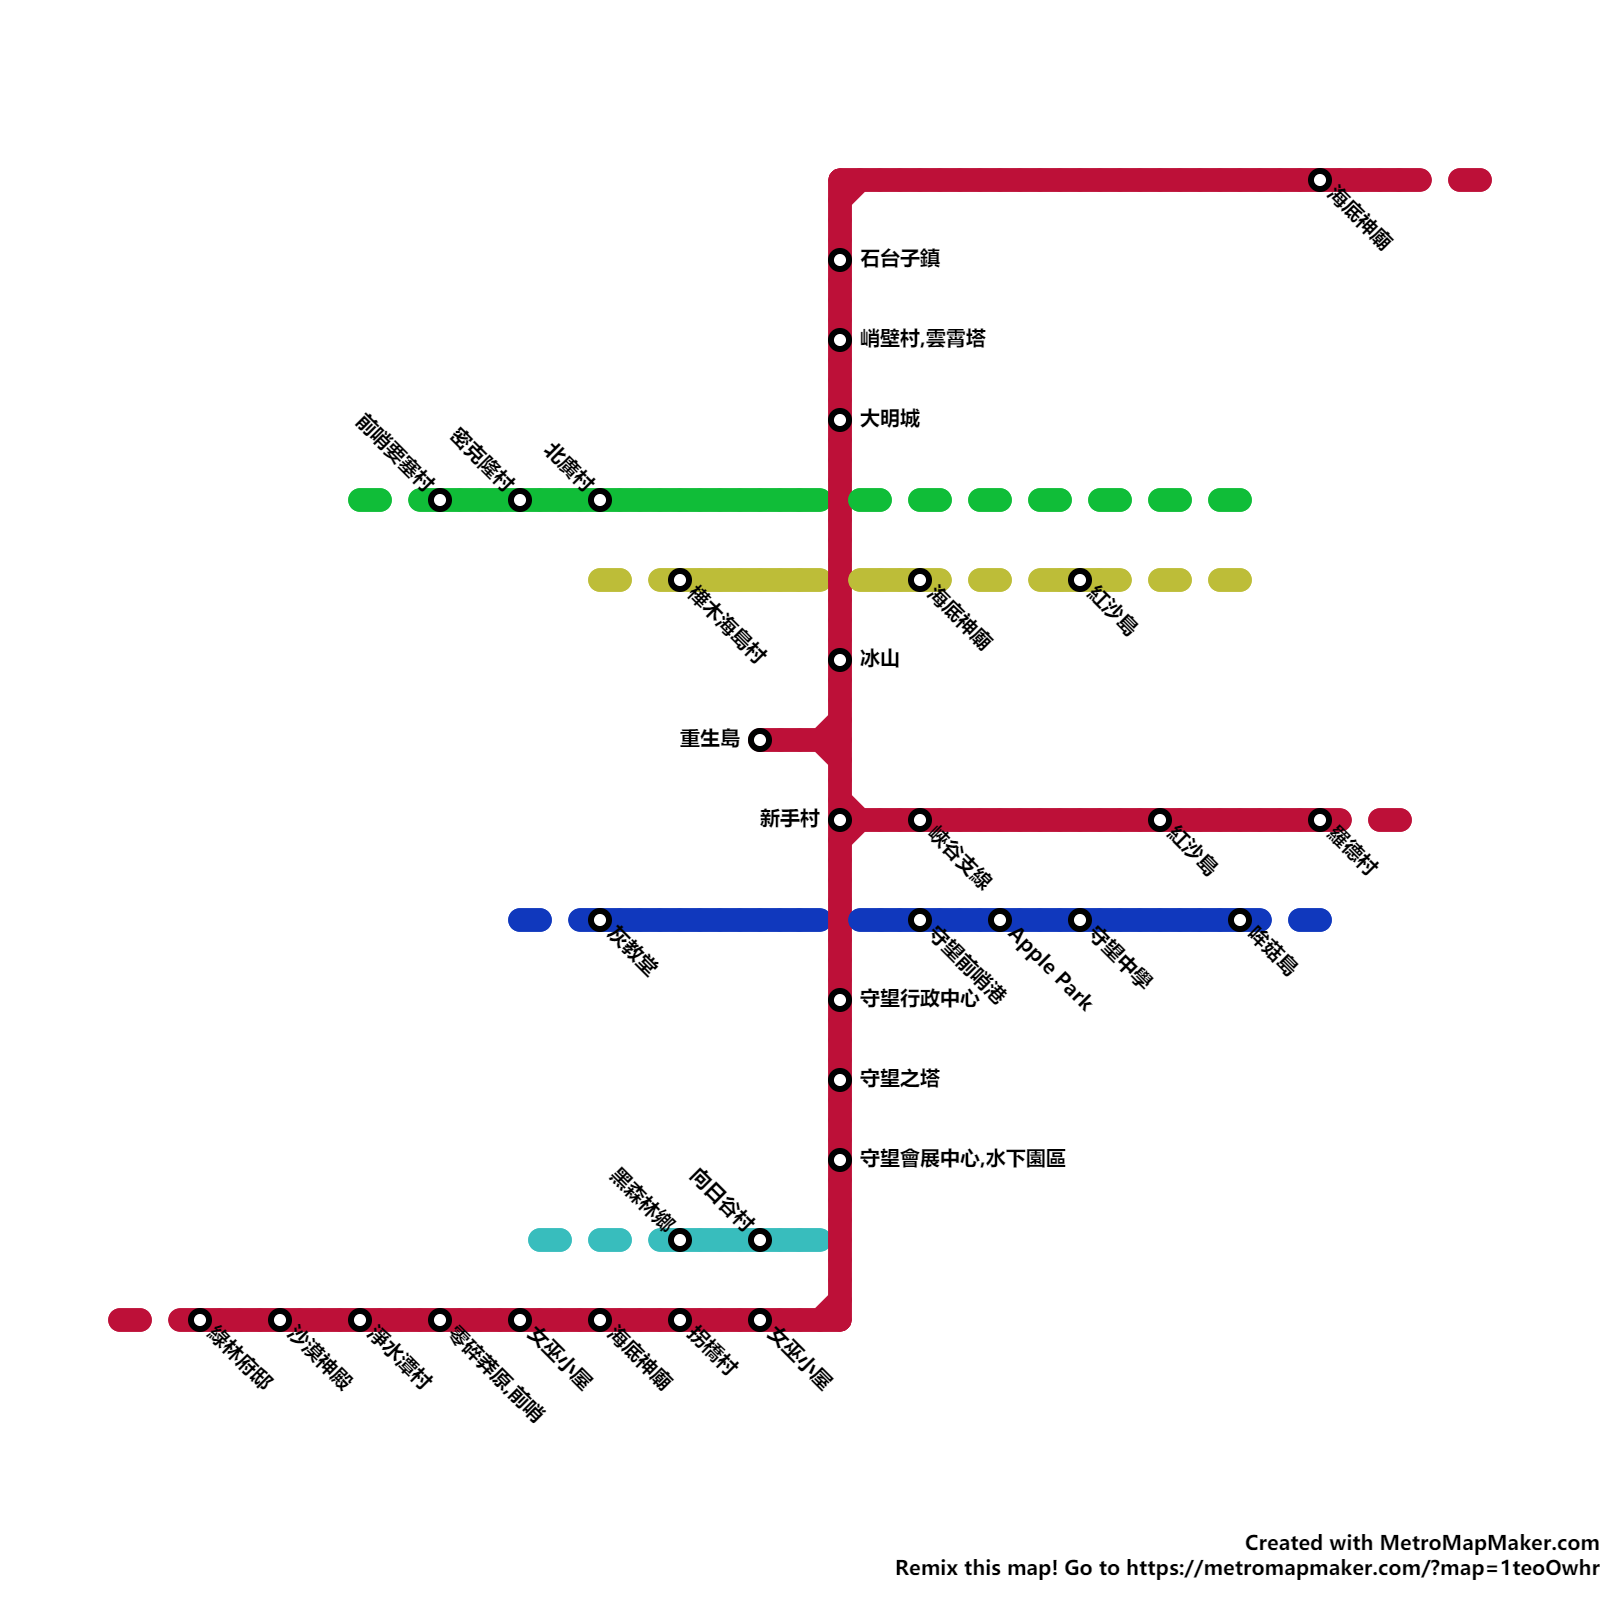 海底神廟
石台子鎮
峭壁村,雲霄塔
大明城
前哨要塞村
密克隆村
北廣村
樺木海島村
海底神廟
紅沙島
冰山
重生島
新手村
峽谷支線
紅沙島
羅德村
灰教堂
守望前哨港
Apple Park
守望中學
哞菇島
守望行政中心
守望之塔
守望會展中心,水下園區
黑森林鄉
向日谷村
綠林府邸
沙漠神殿
淨水潭村
零碎莽原,前哨
女巫小屋
海底神廟
拐橋村
女巫小屋
Created with MetroMapMaker.com
Remix this map! Go to https://metromapmaker.com/?map=1teoOwhr